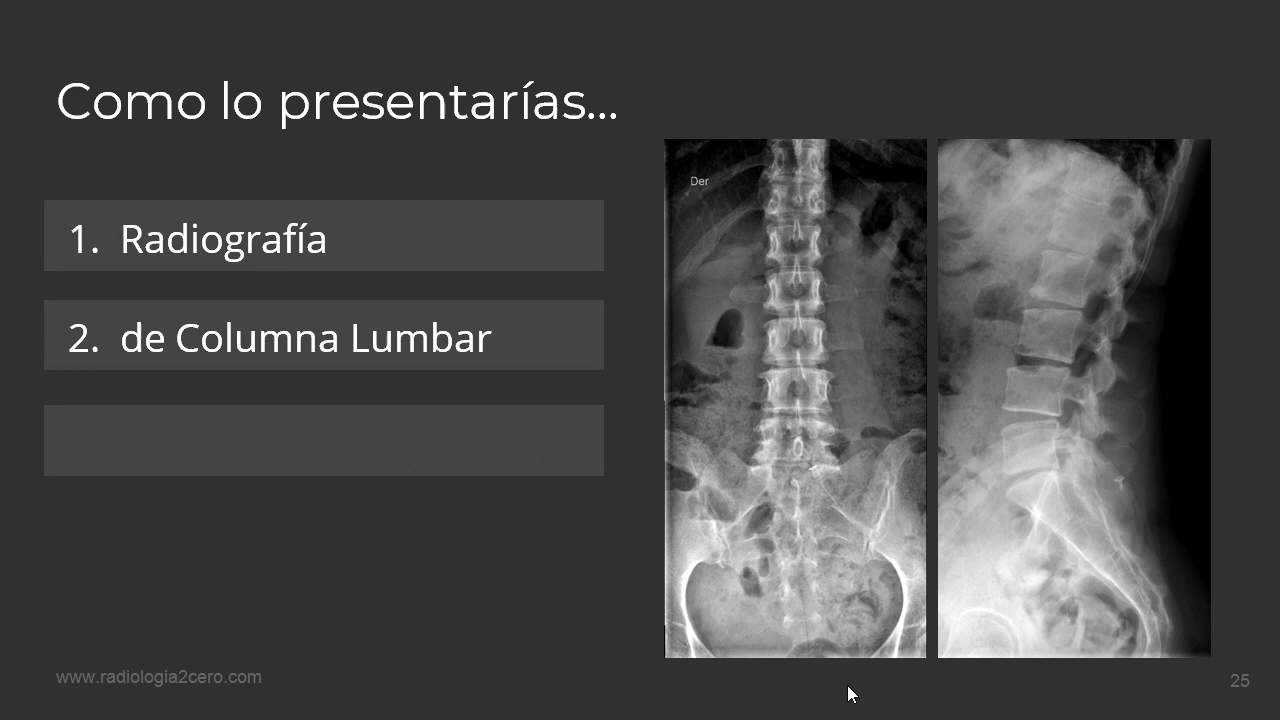 Como lo presentarías...
1. Radiografía
2. de Columna Lumbar
Der
www.radiologia2cero.com
25